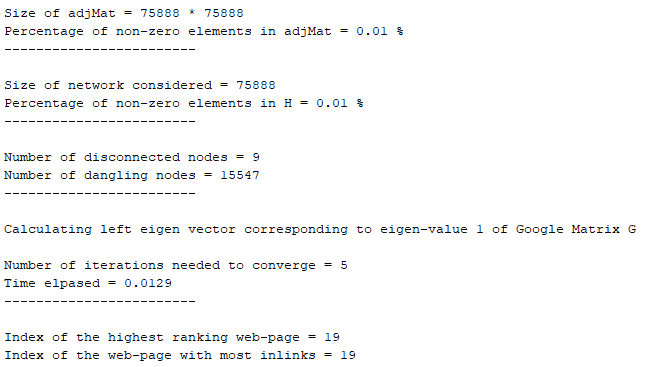 Size of adjMat = 75888 * 75888
Percentage of non-zero elements in adjMat = 0.01 %
------------------------
Size of network considered = 75888
Percentage of non-zero elements in H = 0.01 %
------------------------
Number of disconnected nodes = 9
Number of dangling nodes = 15547
------------------------
Calculating left eigen vector corresponding to eigen-value 1 of Google Matrix G
Number of iterations needed to converge = 5
Time elpased = 0.0129
------------------------
Index of the highest ranking web-page = 19
Index of the web-page with most inlinks = 19